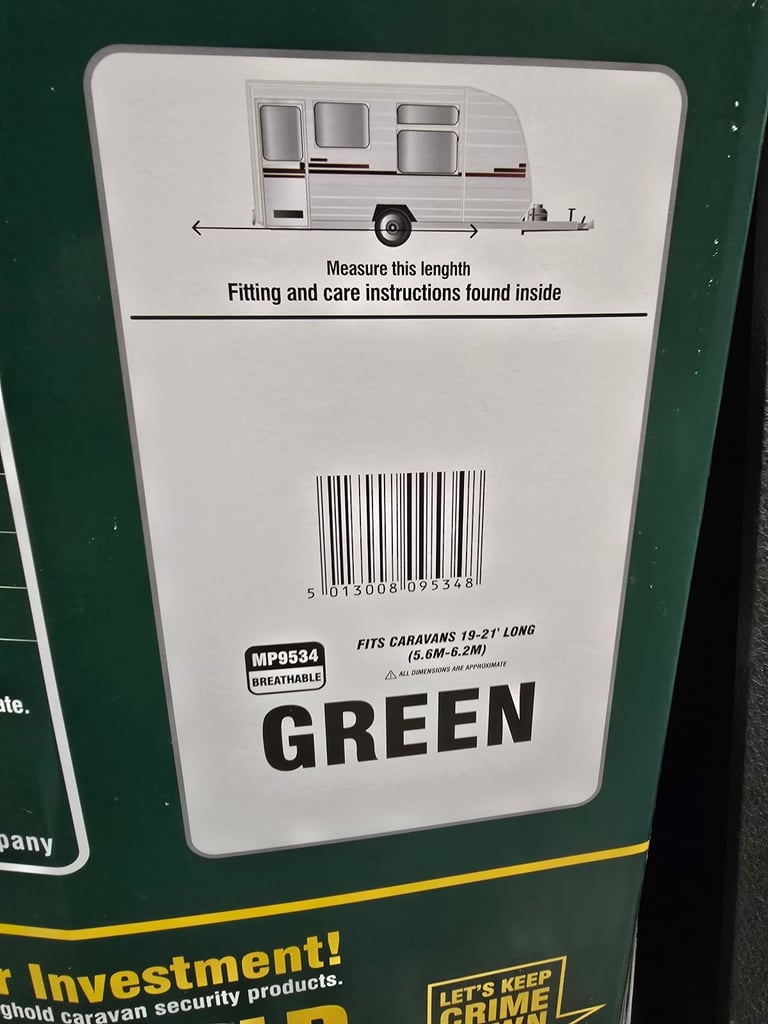 Measure this lenghth
Fitting and care instructions found inside
5 013008 095348
MP9534
BREATHABLE
FITS CARAVANS 19-21' LONG
(5.6M-6.2M)
ALL DIMENSIONS ARE APPROXIMATE
GREEN
ate.
pany
r Investment!
ghold caravan security products.
LET'S KEEP
CRIME